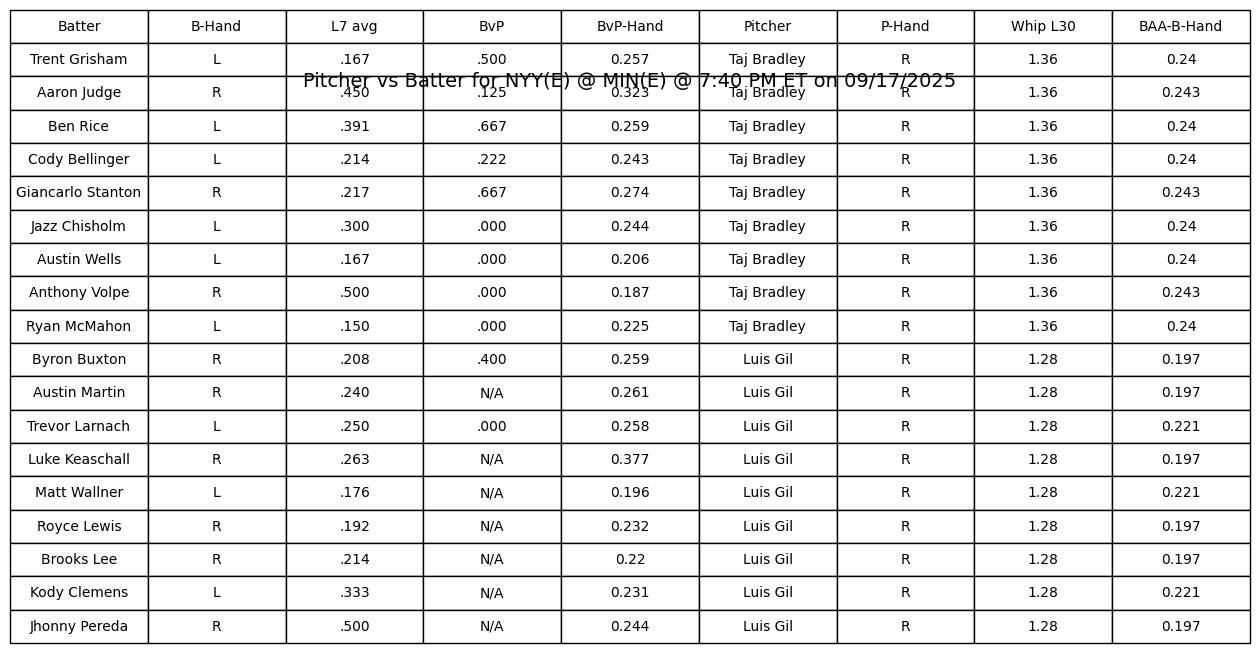 Batter B-Hand L7 avg BvP BvP-Hand Pitcher P-Hand Whip L30 BAA-B-Hand
Trent Grisham L .167 .500 0.257 Taj Bradley R 1.36 0.24
Pitcher vs Batter for NYY(E) @ MIN(E) @ 7:40 PM ET on 09/17/2025
Aaron Judge R .450 .125 0.323 Taj Bradley R 1.36 0.243
Ben Rice L .391 .667 0.259 Taj Bradley R 1.36 0.24
Cody Bellinger L .214 .222 0.243 Taj Bradley R 1.36 0.24
Giancarlo Stanton R .217 .667 0.274 Taj Bradley R 1.36 0.243
Jazz Chisholm L .300 .000 0.244 Taj Bradley R 1.36 0.24
Austin Wells L .167 .000 0.206 Taj Bradley R 1.36 0.24
Anthony Volpe R .500 .000 0.187 Taj Bradley R 1.36 0.243
Ryan McMahon L .150 .000 0.225 Taj Bradley R 1.36 0.24
Byron Buxton R .208 .400 0.259 Luis Gil R 1.28 0.197
Austin Martin R .240 N/A 0.261 Luis Gil R 1.28 0.197
Trevor Larnach L .250 .000 0.258 Luis Gil R 1.28 0.221
Luke Keaschall R .263 N/A 0.377 Luis Gil R 1.28 0.197
Matt Wallner L .176 N/A 0.196 Luis Gil R 1.28 0.221
Royce Lewis R .192 N/A 0.232 Luis Gil R 1.28 0.197
Brooks Lee R .214 N/A 0.22 Luis Gil R 1.28 0.197
Kody Clemens L .333 N/A 0.231 Luis Gil R 1.28 0.221
Jhonny Pereda R .500 N/A 0.244 Luis Gil R 1.28 0.197